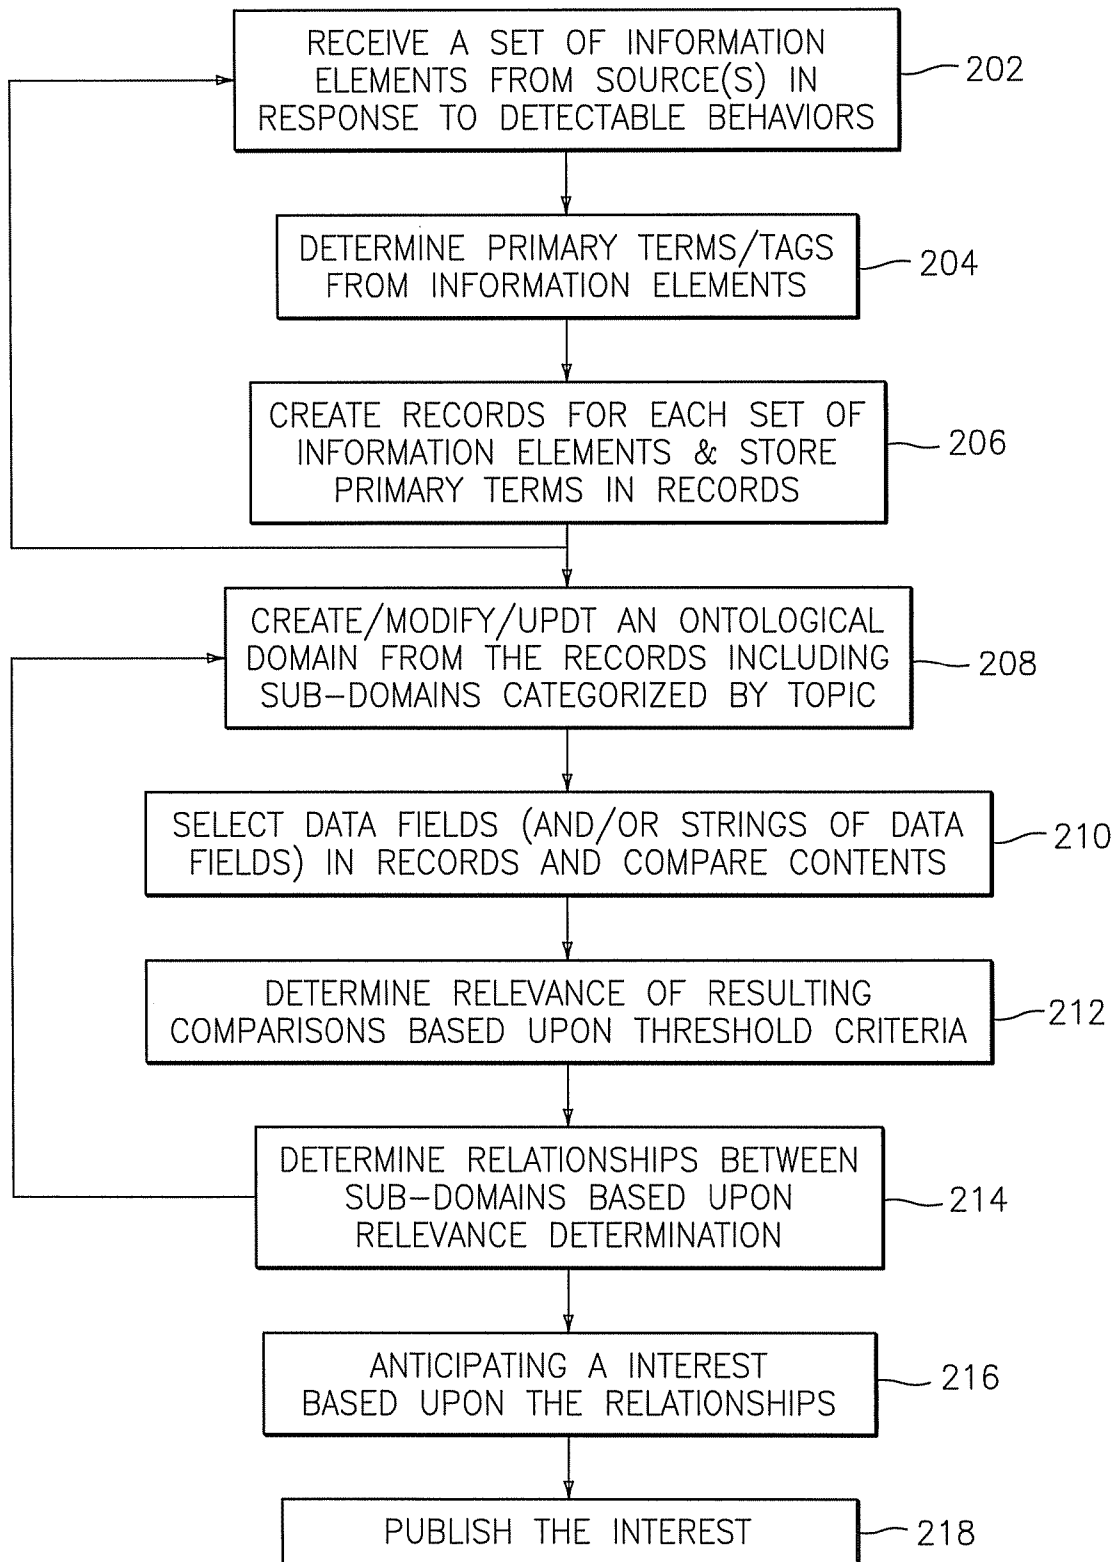 RECEIVE A SET OF INFORMATION
ELEMENTS FROM SOURCE(S) IN
RESPONSE TO DETECTABLE BEHAVIORS
202
DETERMINE PRIMARY TERMS/TAGS
FROM INFORMATION ELEMENTS
204
CREATE RECORDS FOR EACH SET OF
INFORMATION ELEMENTS & STORE
PRIMARY TERMS IN RECORDS
206
CREATE/MODIFY/UPDT AN ONTOLOGICAL
DOMAIN FROM THE RECORDS INCLUDING
SUB-DOMAINS CATEGORIZED BY TOPIC
208
SELECT DATA FIELDS (AND/OR STRINGS OF DATA
FIELDS) IN RECORDS AND COMPARE CONTENTS
210
DETERMINE RELEVANCE OF RESULTING
COMPARISONS BASED UPON THRESHOLD CRITERIA
212
DETERMINE RELATIONSHIPS BETWEEN
SUB-DOMAINS BASED UPON
RELEVANCE DETERMINATION
214
ANTICIPATING A INTEREST
BASED UPON THE RELATIONSHIPS
216
PUBLISH THE INTEREST
218